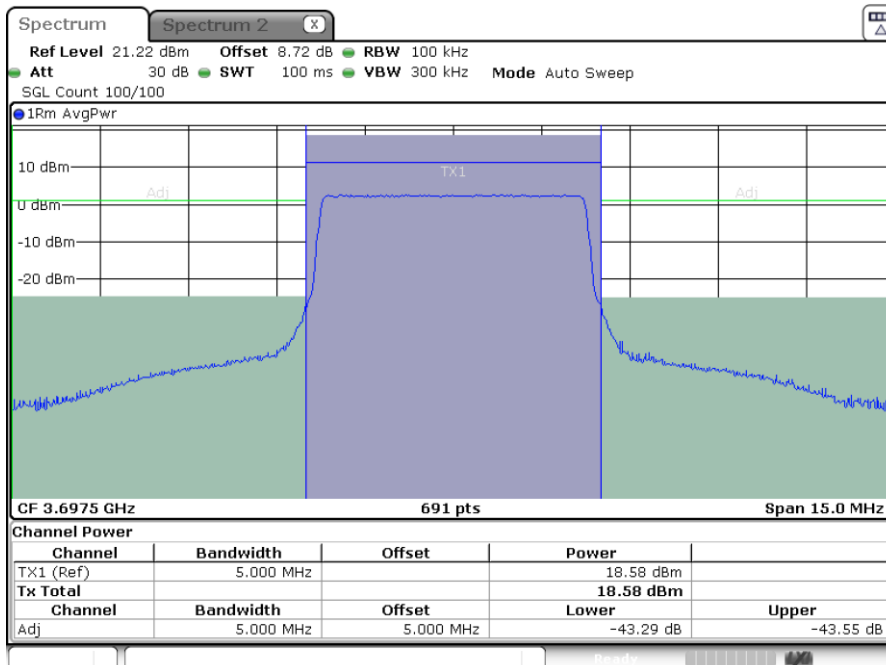 Spectrum Spectrum 2 X
Ref Level 21.22 dBm Offset 8.72 dB RBW 100 kHz
Att 30 dB SWT 100 ms VBW 300 kHz Mode Auto Sweep
SGL Count 100/100
1Rm AvgPwr
10 dBm
TX1
Adj Adj
0 dBm
-10 dBm
-20 dBm
CF 3.6975 GHz 691 pts Span 15.0 MHz
Channel Power
Channel Bandwidth Offset Power
TX1 (Ref) 5.000 MHz 18.58 dBm
Tx Total 18.58 dBm
Channel Bandwidth Offset Lower Upper
Adj 5.000 MHz 5.000 MHz -43.29 dB -43.55 dB
Ready